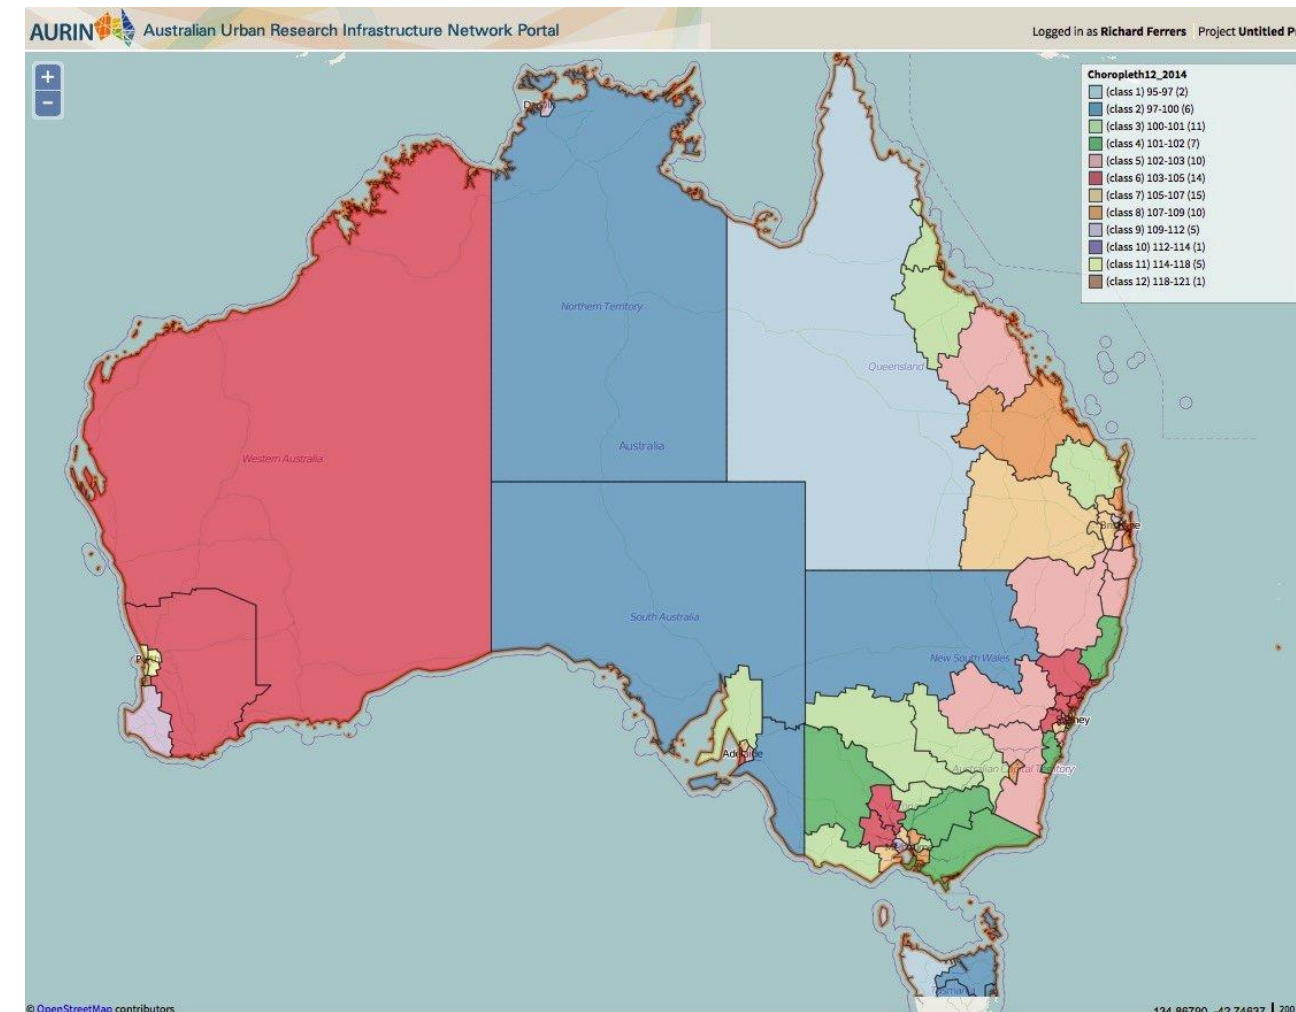 AURIN Australian Urban Research Infrastructure Network Portal
Logged in as Richard Ferrers Project Untitled P
+
−
Choropleth12_2014
(class 1) 95-97 (2)
(class 2) 97-100 (6)
(class 3) 100-101 (11)
(class 4) 101-102 (7)
(class 5) 102-103 (10)
(class 6) 103-105 (14)
(class 7) 105-107 (15)
(class 8) 107-109 (10)
(class 9) 109-112 (5)
(class 10) 112-114 (1)
(class 11) 114-118 (5)
(class 12) 118-121 (1)
Northern Territory
Queensland
Australia
Western Australia
South Australia
New South Wales
Adelaide
Australian Capital Territory
Tasmania
© OpenStreetMap contributors